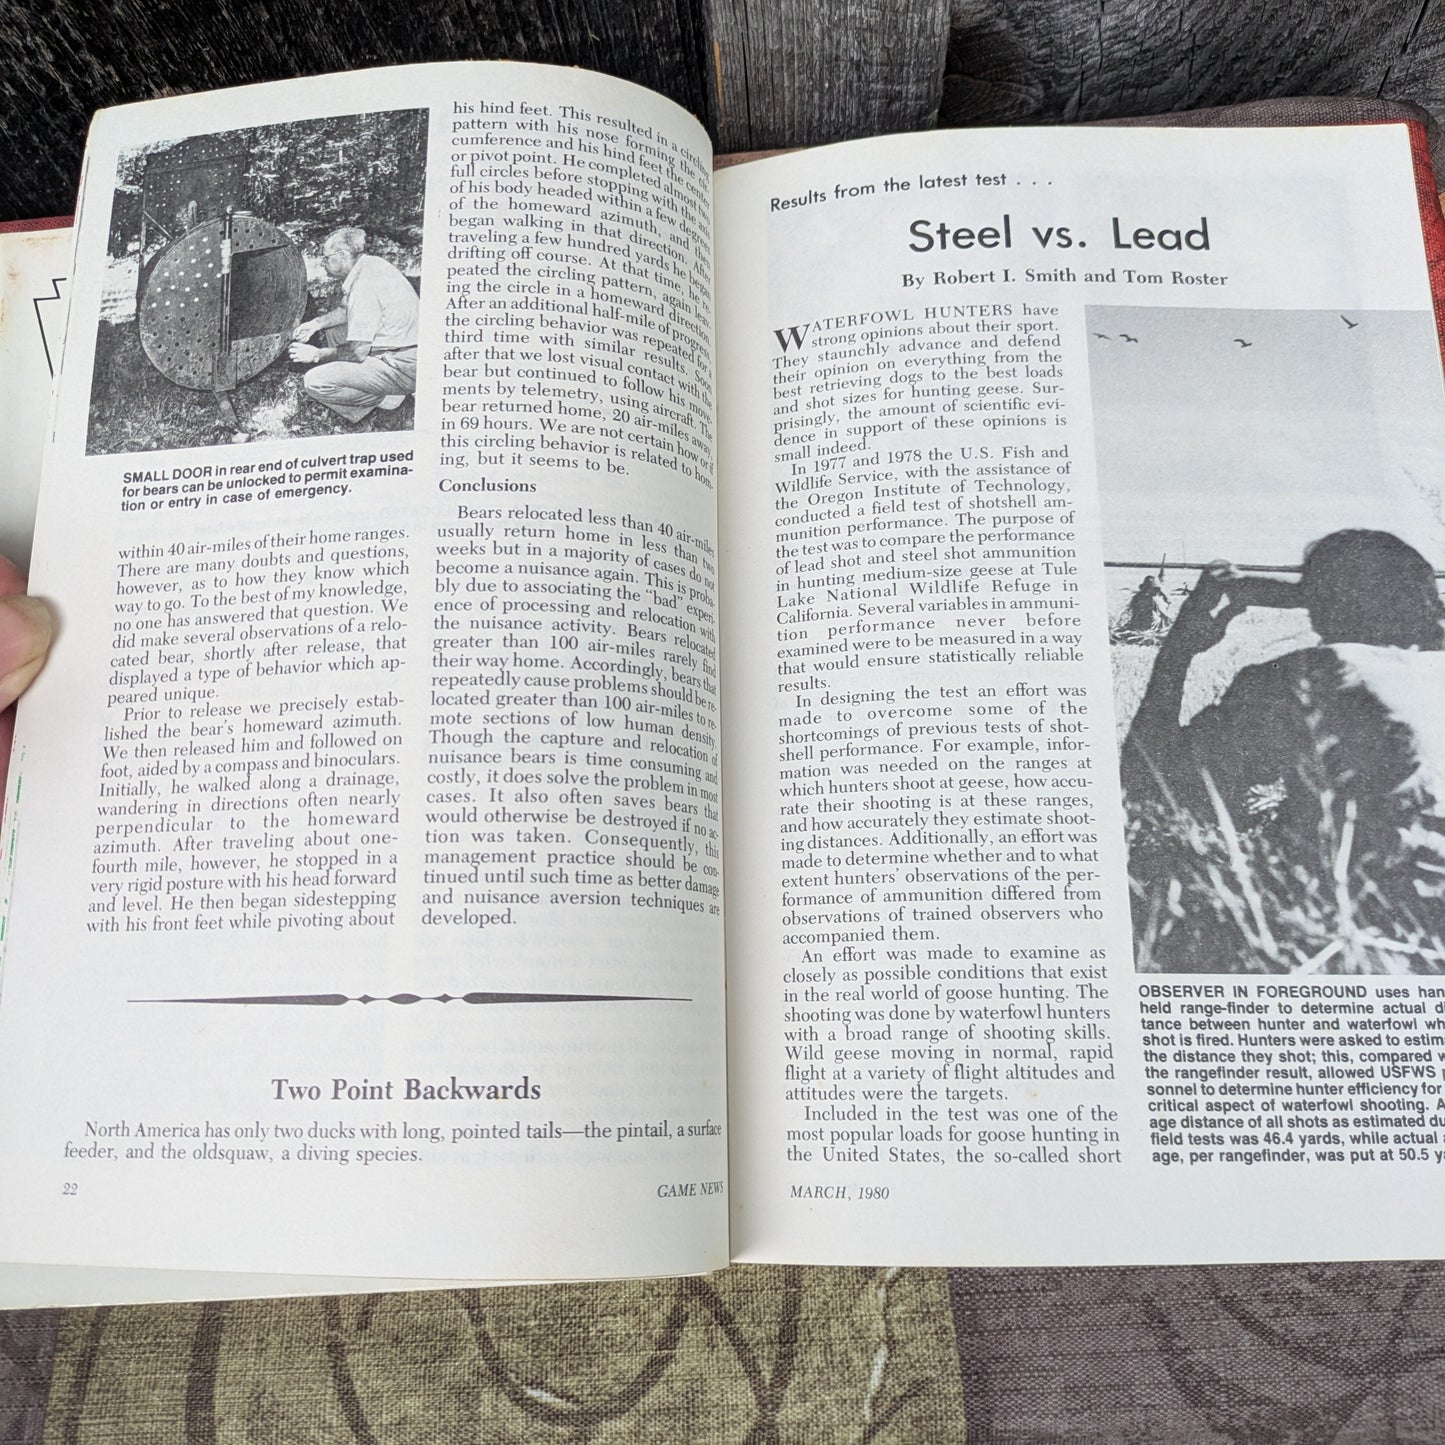 SMALL DOOR in rear end of culvert trap used
for bears can be unlocked to permit examina-
tion or entry in case of emergency.
within 40 air-miles of their home ranges.
There are many doubts and questions,
however, as to how they know which
way to go. To the best of my knowledge,
no one has answered that question. We
did make several observations of a relo-
cated bear, shortly after release, that
displayed a type of behavior which ap-
peared unique.
Prior to release we precisely estab-
lished the bear's homeward azimuth.
We then released him and followed on
foot, aided by a compass and binoculars.
Initially, he walked along a drainage,
wandering in directions often nearly
perpendicular to the homeward
azimuth. After traveling about one-
fourth mile, however, he stopped in a
very rigid posture with his head forward
and level. He then began sidestepping
with his front feet while pivoting about
his hind feet. This resulted in a circling
pattern with his nose forming the cir-
cumference and his hind feet the center
or pivot point. He completed almost two
full circles before stopping with the axis
of his body headed within a few degrees
of the homeward azimuth, and then
began walking in that direction. After
traveling a few hundred yards he began
drifting off course. At that time, he re-
peated the circling pattern, again leav-
ing the circle in a homeward direction.
After an additional half-mile of progress,
the circling behavior was repeated for a
third time with similar results. Soon
after that we lost visual contact with the
bear but continued to follow his move-
ments by telemetry, using aircraft. The
bear returned home, 20 air-miles away,
in 69 hours. We are not certain how or if
this circling behavior is related to hom-
ing, but it seems to be.
Conclusions
Bears relocated less than 40 air-miles
usually return home in less than two
weeks but in a majority of cases do not
become a nuisance again. This is proba-
bly due to associating the "bad" experi-
ence of processing and relocation with
the nuisance activity. Bears relocated
greater than 100 air-miles rarely find
their way home. Accordingly, bears that
repeatedly cause problems should be re-
located greater than 100 air-miles to re-
mote sections of low human density.
Though the capture and relocation of
nuisance bears is time consuming and
costly, it does solve the problem in most
cases. It also often saves bears that
would otherwise be destroyed if no ac-
tion was taken. Consequently, this
management practice should be con-
tinued until such time as better damage
and nuisance aversion techniques are
developed.
Two Point Backwards
North America has only two ducks with long, pointed tails—the pintail, a surface
feeder, and the oldsquaw, a diving species.
22
GAME NEWS
Results from the latest test . . .
Steel vs. Lead
By Robert I. Smith and Tom Roster
WATERFOWL HUNTERS have
strong opinions about their sport.
They staunchly advance and defend
their opinion on everything from the
best retrieving dogs to the best loads
and shot sizes for hunting geese. Sur-
prisingly, the amount of scientific evi-
dence in support of these opinions is
small indeed.
In 1977 and 1978 the U.S. Fish and
Wildlife Service, with the assistance of
the Oregon Institute of Technology,
conducted a field test of shotshell am-
munition performance. The purpose of
the test was to compare the performance
of lead shot and steel shot ammunition
in hunting medium-size geese at Tule
Lake National Wildlife Refuge in
California. Several variables in ammuni-
tion performance never before
examined were to be measured in a way
that would ensure statistically reliable
results.
In designing the test an effort was
made to overcome some of the
shortcomings of previous tests of shot-
shell performance. For example, infor-
mation was needed on the ranges at
which hunters shoot at geese, how accu-
rate their shooting is at these ranges,
and how accurately they estimate shoot-
ing distances. Additionally, an effort was
made to determine whether and to what
extent hunters' observations of the per-
formance of ammunition differed from
observations of trained observers who
accompanied them.
An effort was made to examine as
closely as possible conditions that exist
in the real world of goose hunting. The
shooting was done by waterfowl hunters
with a broad range of shooting skills.
Wild geese moving in normal, rapid
flight at a variety of flight altitudes and
attitudes were the targets.
Included in the test was one of the
most popular loads for goose hunting in
the United States, the so-called short
OBSERVER IN FOREGROUND uses han
held range-finder to determine actual di
tance between hunter and waterfowl wh
shot is fired. Hunters were asked to estim
the distance they shot; this, compared w
the rangefinder result, allowed USFWS p
sonnel to determine hunter efficiency for
critical aspect of waterfowl shooting. A
age distance of all shots as estimated du
field tests was 46.4 yards, while actual a
age, per rangefinder, was put at 50.5 ya
MARCH, 1980